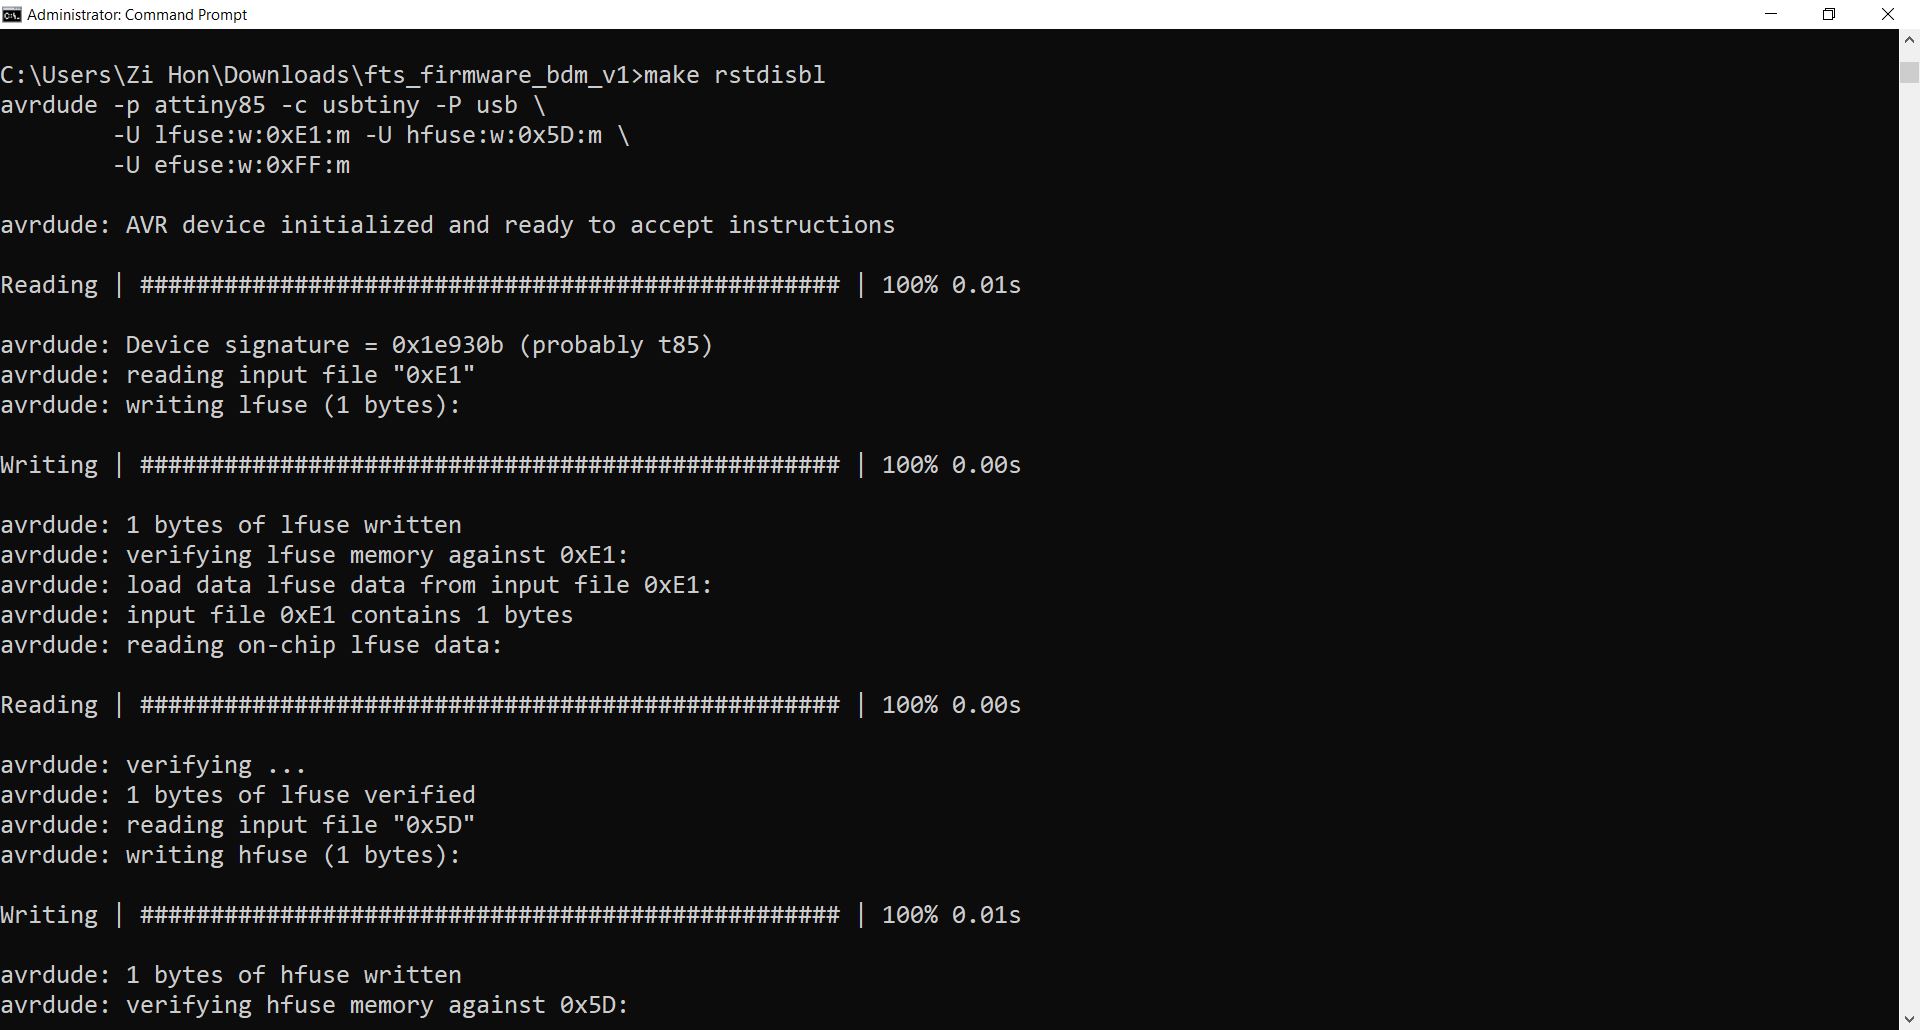 Administrator: Command Prompt
C:\Users\Zi Hon\Downloads\fts_firmware_bdm_v1>make rstdisbl
avrdude -p attiny85 -c usbtiny -P usb \
        -U lfuse:w:0xE1:m -U hfuse:w:0x5D:m \
        -U efuse:w:0xFF:m
avrdude: AVR device initialized and ready to accept instructions
Reading | ################################################## | 100% 0.01s
avrdude: Device signature = 0x1e930b (probably t85)
avrdude: reading input file "0xE1"
avrdude: writing lfuse (1 bytes):
Writing | ################################################## | 100% 0.00s
avrdude: 1 bytes of lfuse written
avrdude: verifying lfuse memory against 0xE1:
avrdude: load data lfuse data from input file 0xE1:
avrdude: input file 0xE1 contains 1 bytes
avrdude: reading on-chip lfuse data:
Reading | ################################################## | 100% 0.00s
avrdude: verifying ...
avrdude: 1 bytes of lfuse verified
avrdude: reading input file "0x5D"
avrdude: writing hfuse (1 bytes):
Writing | ################################################## | 100% 0.01s
avrdude: 1 bytes of hfuse written
avrdude: verifying hfuse memory against 0x5D: